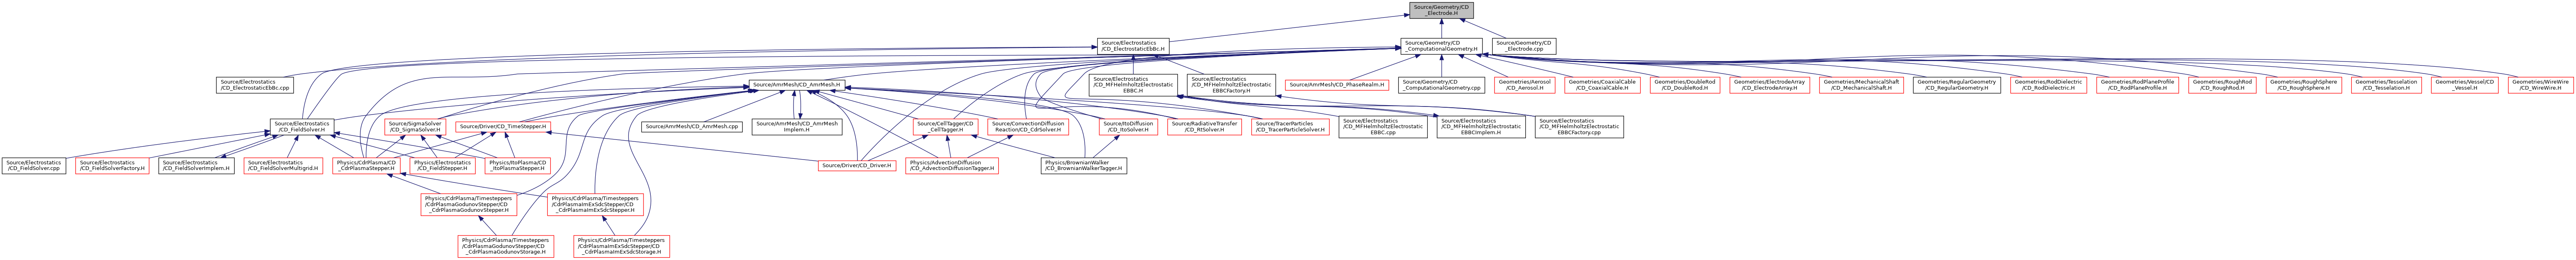 Source/Geometry/CD
_Electrode.H
Source/Electrostatics
/CD_ElectrostaticEbBc.H
Source/Geometry/CD
_ComputationalGeometry.H
Source/Geometry/CD
_Electrode.cpp
Source/Electrostatics
/CD_ElectrostaticEbBc.cpp
Source/AmrMesh/CD_AmrMesh.H
Source/Electrostatics
/CD_MFHelmholtzElectrostatic
EBBC.H
Source/Electrostatics
/CD_MFHelmholtzElectrostatic
EBBCFactory.H
Source/AmrMesh/CD_PhaseRealm.H
Source/Geometry/CD
_ComputationalGeometry.cpp
Geometries/Aerosol
/CD_Aerosol.H
Geometries/CoaxialCable
/CD_CoaxialCable.H
Geometries/DoubleRod
/CD_DoubleRod.H
Geometries/ElectrodeArray
/CD_ElectrodeArray.H
Geometries/MechanicalShaft
/CD_MechanicalShaft.H
Geometries/RegularGeometry
/CD_RegularGeometry.H
Geometries/RodDielectric
/CD_RodDielectric.H
Geometries/RodPlaneProfile
/CD_RodPlaneProfile.H
Geometries/RoughRod
/CD_RoughRod.H
Geometries/RoughSphere
/CD_RoughSphere.H
Geometries/Tesselation
/CD_Tesselation.H
Geometries/Vessel/CD
_Vessel.H
Geometries/WireWire
/CD_WireWire.H
Source/Electrostatics
/CD_FieldSolver.H
Source/SigmaSolver
/CD_SigmaSolver.H
Source/Driver/CD_TimeStepper.H
Source/AmrMesh/CD_AmrMesh.cpp
Source/AmrMesh/CD_AmrMesh
Implem.H
Source/CellTagger/CD
_CellTagger.H
Source/ConvectionDiffusion
Reaction/CD_CdrSolver.H
Source/ItoDiffusion
/CD_ItoSolver.H
Source/RadiativeTransfer
/CD_RtSolver.H
Source/TracerParticles
/CD_TracerParticleSolver.H
Source/Electrostatics
/CD_MFHelmholtzElectrostatic
EBBC.cpp
Source/Electrostatics
/CD_MFHelmholtzElectrostatic
EBBCImplem.H
Source/Electrostatics
/CD_MFHelmholtzElectrostatic
EBBCFactory.cpp
Source/Electrostatics
/CD_FieldSolver.cpp
Source/Electrostatics
/CD_FieldSolverFactory.H
Source/Electrostatics
/CD_FieldSolverImplem.H
Source/Electrostatics
/CD_FieldSolverMultigrid.H
Physics/CdrPlasma/CD
_CdrPlasmaStepper.H
Physics/Electrostatics
/CD_FieldStepper.H
Physics/ItoPlasma/CD
_ItoPlasmaStepper.H
Source/Driver/CD_Driver.H
Physics/AdvectionDiffusion
/CD_AdvectionDiffusionTagger.H
Physics/BrownianWalker
/CD_BrownianWalkerTagger.H
Physics/CdrPlasma/Timesteppers
/CdrPlasmaGodunovStepper/CD
_CdrPlasmaGodunovStepper.H
Physics/CdrPlasma/Timesteppers
/CdrPlasmaImExSdcStepper/CD
_CdrPlasmaImExSdcStepper.H
Physics/CdrPlasma/Timesteppers
/CdrPlasmaGodunovStepper/CD
_CdrPlasmaGodunovStorage.H
Physics/CdrPlasma/Timesteppers
/CdrPlasmaImExSdcStepper/CD
_CdrPlasmaImExSdcStorage.H